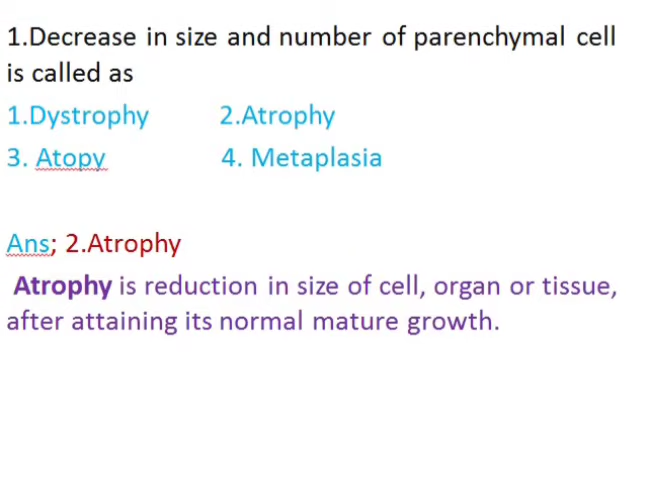 1.Decrease in size and number of parenchymal cell
is called as
1.Dystrophy 2.Atrophy
3. Atopy 4. Metaplasia
Ans; 2.Atrophy
Atrophy is reduction in size of cell, organ or tissue,
after attaining its normal mature growth.